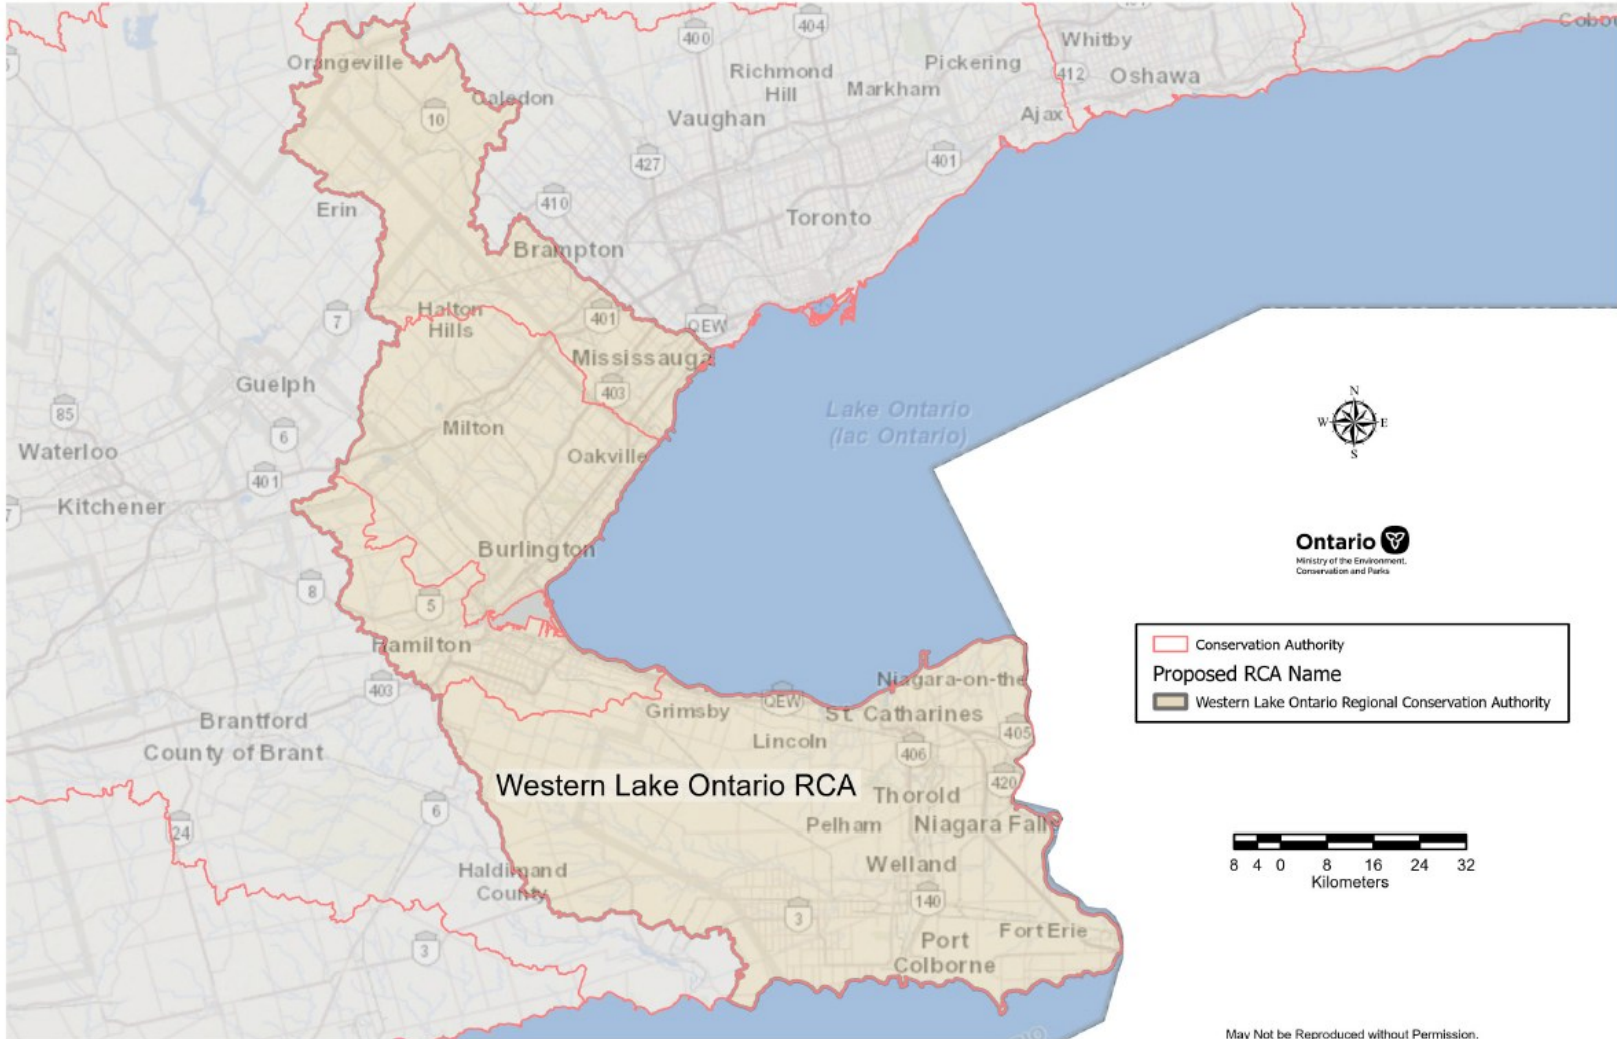 Orangeville
Caledon
10
Erin
400
404
Richmond
Hill
Vaughan
Markham
Pickering
Whitby
412
Oshawa
Ajax
401
427
410
Toronto
Brampton
Halton
Hills
401
QEW
Mississauga
403
7
Guelph
85
6
Waterloo
401
Kitchener
Milton
Oakville
Lake Ontario
(lac Ontario)
Burlington
8
5
Hamilton
403
Brantford
County of Brant
24
6
Haldimand
County
3
Grimsby
QEW
Lincoln
Niagara-on-the
St. Catharines
405
406
420
Western Lake Ontario RCA
Thorold
Pelham
Niagara Falls
Welland
140
3
Port
Colborne
Fort Erie
N
W
E
S
Ontario
Ministry of the Environment,
Conservation and Parks
Conservation Authority
Proposed RCA Name
Western Lake Ontario Regional Conservation Authority
8 4 0 8 16 24 32
Kilometers
May Not be Reproduced without Permission.